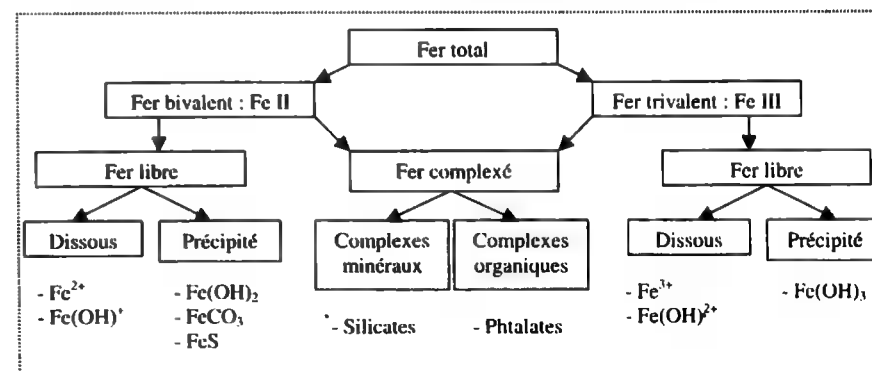 Fer total
Fer bivalent : Fe II
Fer trivalent : Fe III
Fer libre
Fer complexé
Fer libre
Dissous
Précipité
Complexes
minéraux
Complexes
organiques
Dissous
Précipité
- Fe²⁺
- Fe(OH)⁺
- Fe(OH)₂
- FeCO₃
- FeS
- Silicates
- Phtalates
- Fe³⁺
- Fe(OH)²⁺
- Fe(OH)₃